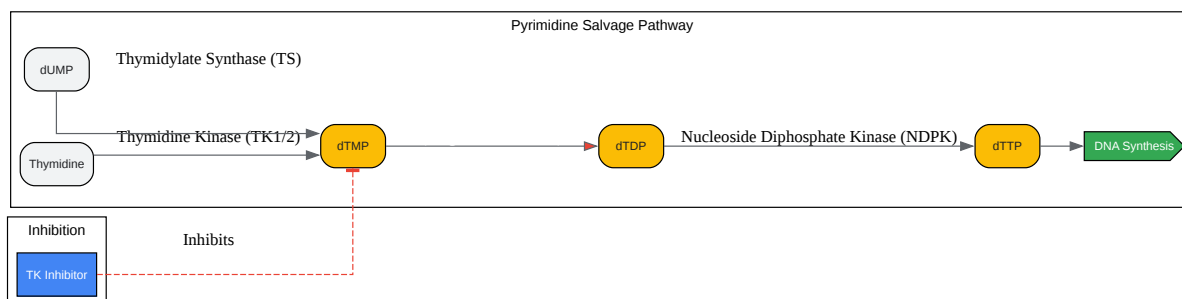 Pyrimidine Salvage Pathway
Thymidylate Synthase (TS)
dUMP
Thymidine Kinase (TK1/2)
Thymidine
dTMP
dTDP
Nucleoside Diphosphate Kinase (NDPK)
dTTP
DNA Synthesis
Inhibition
Inhibits
TK Inhibitor